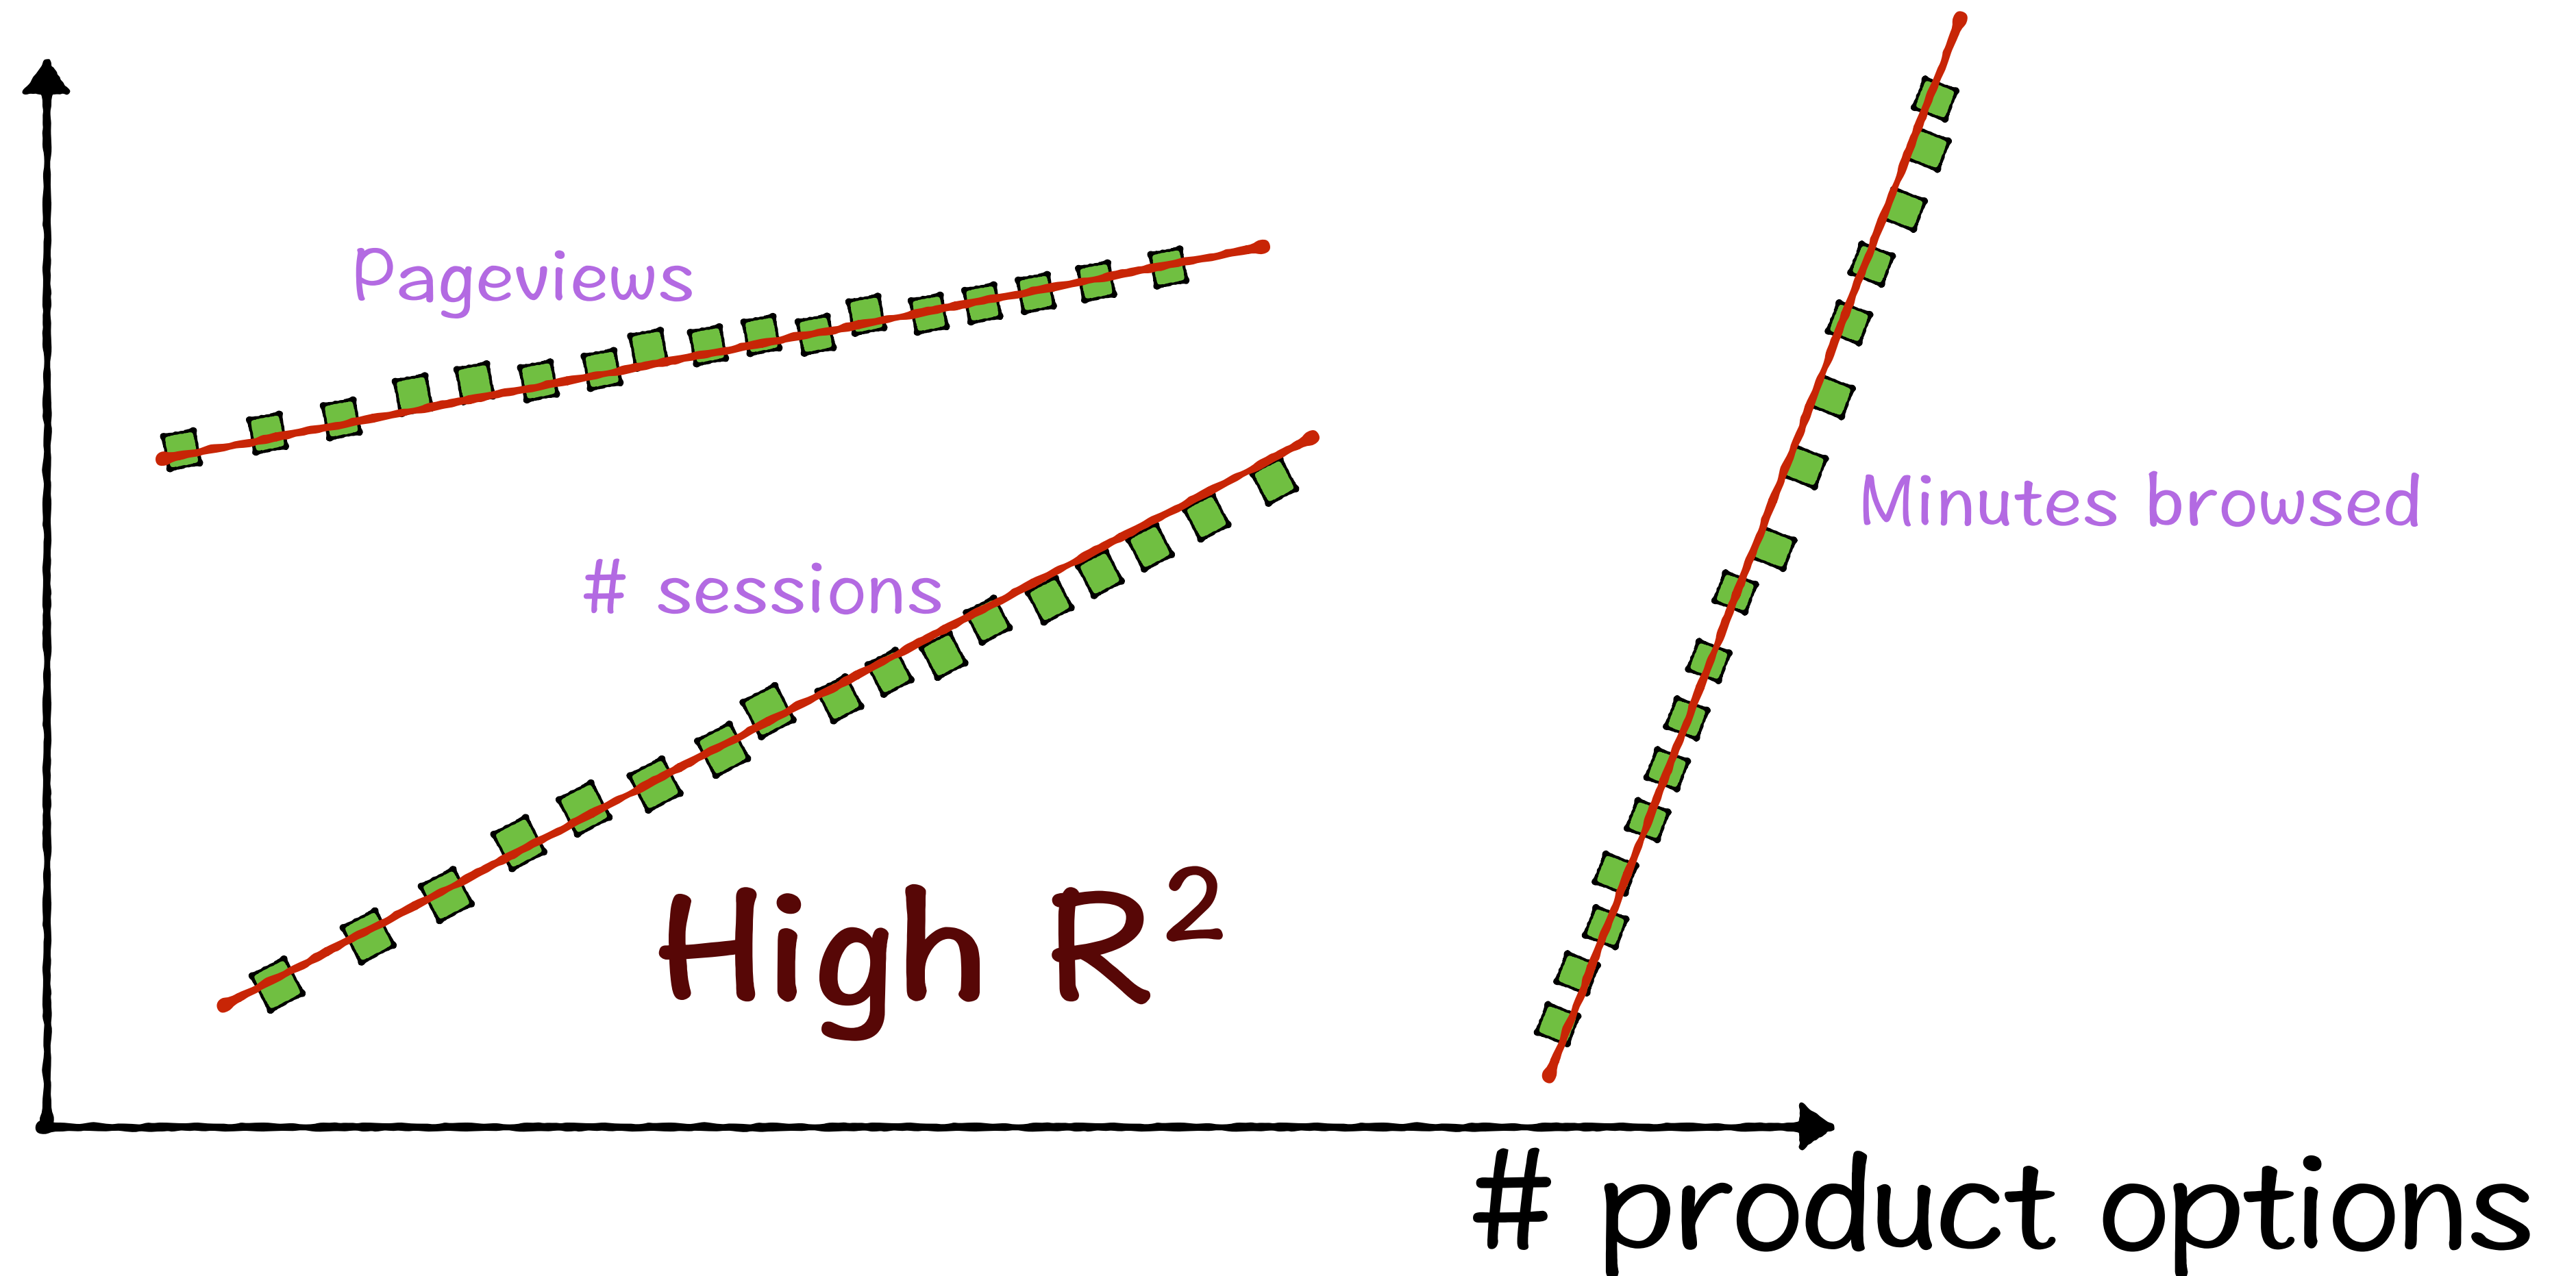 Pageviews
Minutes browsed
# sessions
High R²
# product options